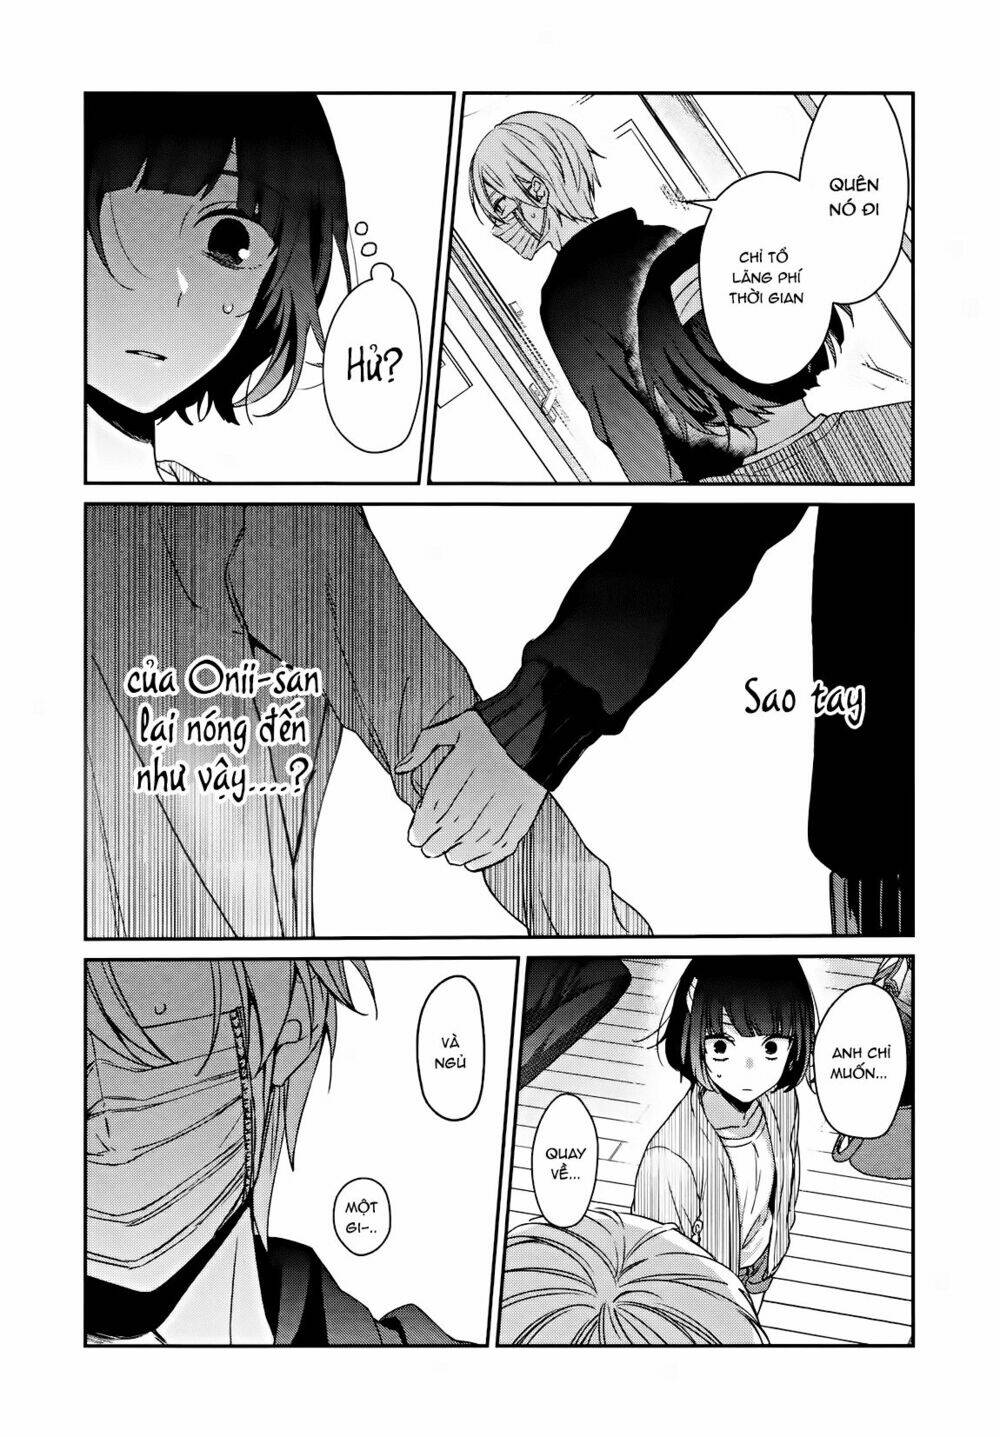 QUÊN
NÓ ĐI
CHỈ TỔ
LÃNG PHÍ
THỜI GIAN
HỬ?
Sao tay
của Onii-san
lại nóng đến
như vậy....?
ANH CHỈ
MUỐN...
QUAY
VỀ...
VÀ
NGỦ
MỘT
GI-..